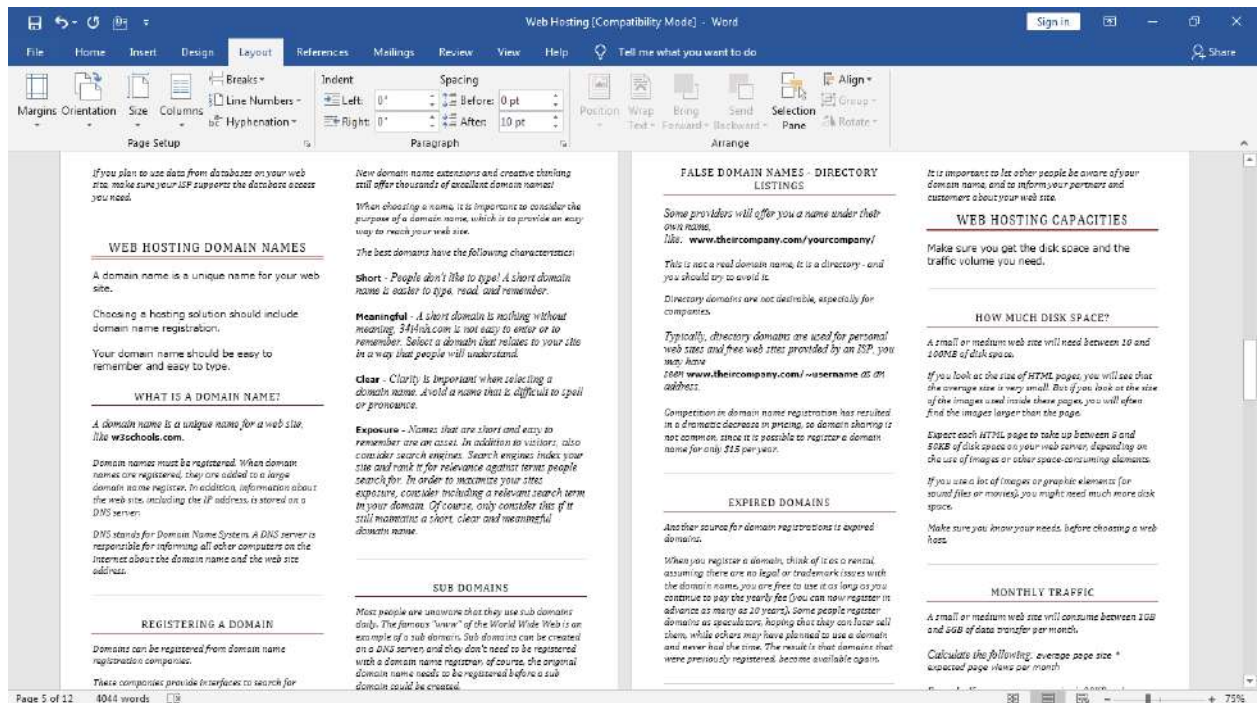 Web Hosting [Compatibility Mode] - Word
Sign in
File Home Insert Design Layout References Mailings Review View Help Tell me what you want to do Share
Margins Orientation Size Columns
Breaks
Line Numbers
Hyphenation
Page Setup
Indent
Left: 0"
Right: 0"
Spacing
Before: 0 pt
After: 10 pt
Paragraph
Position Wrap Text Bring Forward Send Backward Selection Pane
Align
Group
Rotate
Arrange
If you plan to use data from databases on your web
site, make sure your ISP supports the database access
you need.
WEB HOSTING DOMAIN NAMES
A domain name is a unique name for your web
site.
Choosing a hosting solution should include
domain name registration.
Your domain name should be easy to
remember and easy to type.
WHAT IS A DOMAIN NAME?
A domain name is a unique name for a web site,
like w3schools.com.
Domain names must be registered. When domain
names are registered, they are added to a large
domain name register. In addition, information about
the web site, including the IP address, is stored on a
DNS server.
DNS stands for Domain Name System. A DNS server is
responsible for informing all other computers on the
Internet about the domain name and the web site
address.
REGISTERING A DOMAIN
Domains can be registered from domain name
registration companies.
These companies provide interfaces to search for
New domain name extensions and creative thinking
still offer thousands of excellent domain names!
When choosing a name, it is important to consider the
purpose of a domain name, which is to provide an easy
way to reach your web site.
The best domains have the following characteristics:
Short - People don't like to type! A short domain
name is easier to type, read, and remember.
Meaningful - A short domain is nothing without
meaning, 34i4nh.com is not easy to enter or to
remember. Select a domain that relates to your site
in a way that people will understand.
Clear - Clarity is important when selecting a
domain name. Avoid a name that is difficult to spell
or pronounce.
Exposure - Names that are short and easy to
remember are an asset. In addition to visitors, also
consider search engines. Search engines index your
site and rank it for relevance against terms people
search for. In order to maximize your sites
exposure, consider including a relevant search term
in your domain. Of course, only consider this if it
still maintains a short, clear and meaningful
domain name.
SUB DOMAINS
Most people are unaware that they use sub domains
daily. The famous "www" of the World Wide Web is an
example of a sub domain. Sub domains can be created
on a DNS server, and they don't need to be registered
with a domain name registrar, of course, the original
domain name needs to be registered before a sub
domain could be created.
FALSE DOMAIN NAMES - DIRECTORY
LISTINGS
Some providers will offer you a name under their
own name,
like: www.theircompany.com/yourcompany/
This is not a real domain name, it is a directory - and
you should try to avoid it.
Directory domains are not desirable, especially for
companies.
Typically, directory domains are used for personal
web sites and free web sites provided by an ISP, you
may have
seen www.theircompany.com/~username as an
address.
Competition in domain name registration has resulted
in a dramatic decrease in pricing, so domain sharing is
not common, since it is possible to register a domain
name for only $15 per year.
EXPIRED DOMAINS
Another source for domain registrations is expired
domains.
When you register a domain, think of it as a rental,
assuming there are no legal or trademark issues with
the domain name, you are free to use it as long as you
continue to pay the yearly fee (you can now register in
advance as many as 10 years). Some people register
domains as speculators, hoping that they can later sell
them, while others may have planned to use a domain
and never had the time. The result is that domains that
were previously registered, become available again.
It is important to let other people be aware of your
domain name, and to inform your partners and
customers about your web site.
WEB HOSTING CAPACITIES
Make sure you get the disk space and the
traffic volume you need.
HOW MUCH DISK SPACE?
A small or medium web site will need between 10 and
100MB of disk space.
If you look at the size of HTML pages, you will see that
the average size is very small. But if you look at the size
of the images used inside these pages, you will often
find the images larger than the page.
Expect each HTML page to take up between 5 and
50KB of disk space on your web server, depending on
the use of images or other space-consuming elements.
If you use a lot of images or graphic elements (or
sound files or movies), you might need much more disk
space.
Make sure you know your needs, before choosing a web
host.
MONTHLY TRAFFIC
A small or medium web site will consume between 1GB
and 5GB of data transfer per month.
Calculate the following: average page size *
expected page views per month
Page 5 of 12 4044 words 75%